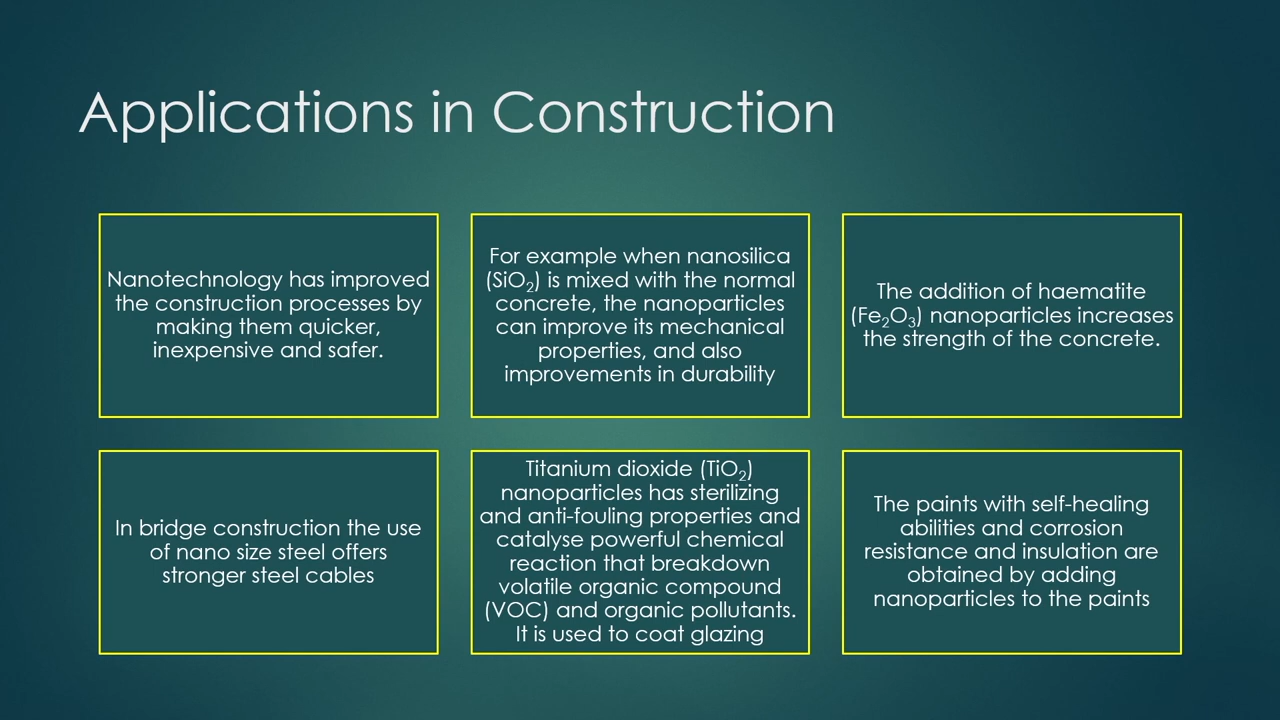 Applications in Construction
Nanotechnology has improved
the construction processes by
making them quicker,
inexpensive and safer.
For example when nanosilica
(SiO₂) is mixed with the normal
concrete, the nanoparticles
can improve its mechanical
properties, and also
improvements in durability
The addition of haematite
(Fe₂O₃) nanoparticles increases
the strength of the concrete.
In bridge construction the use
of nano size steel offers
stronger steel cables
Titanium dioxide (TiO₂)
nanoparticles has sterilizing
and anti-fouling properties and
catalyse powerful chemical
reaction that breakdown
volatile organic compound
(VOC) and organic pollutants.
It is used to coat glazing
The paints with self-healing
abilities and corrosion
resistance and insulation are
obtained by adding
nanoparticles to the paints